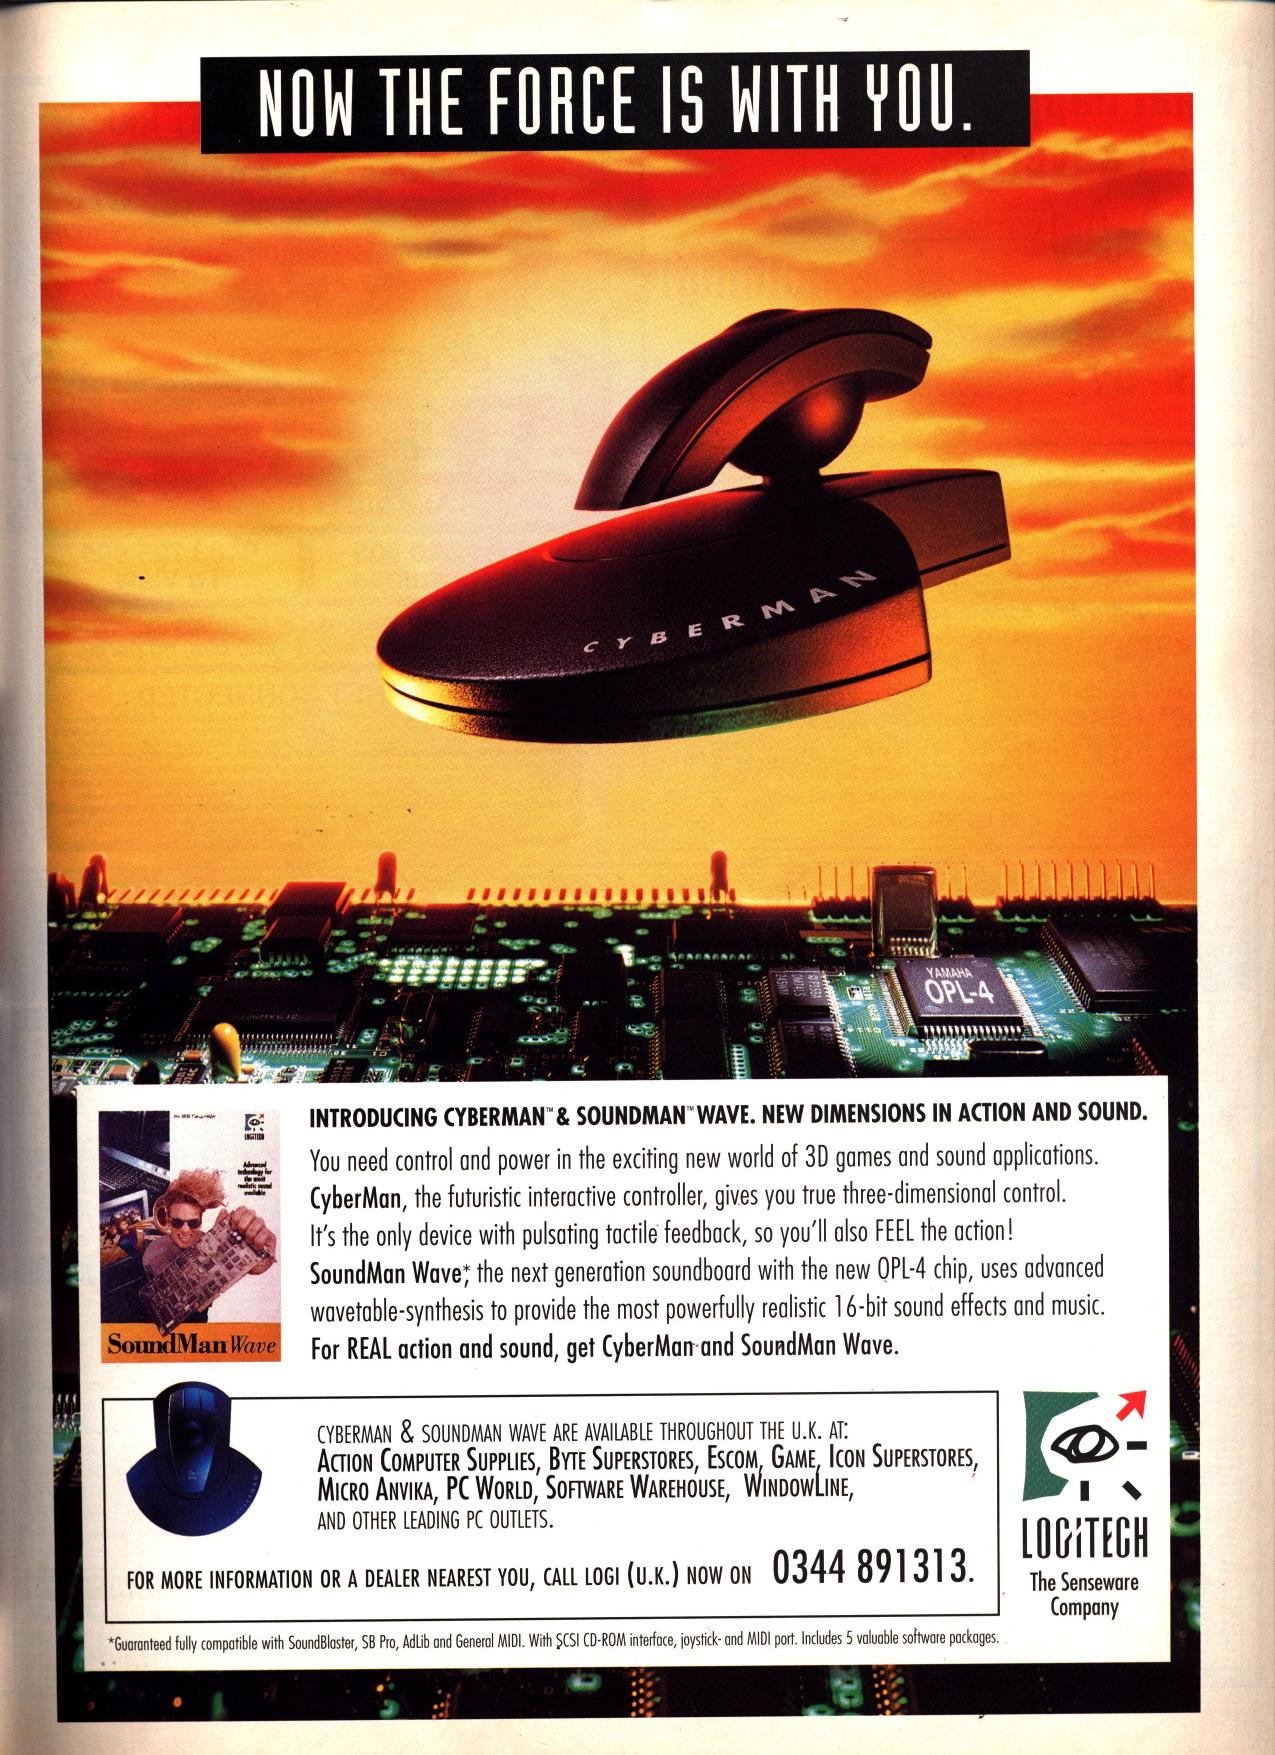 NOW THE FORCE IS WITH YOU.
CYBERMAN
YAMAHA
OPL-4
LOGITECH
Advanced
technology for
the most
realistic sound
available
SoundMan Wave
INTRODUCING CYBERMAN™ & SOUNDMAN™ WAVE. NEW DIMENSIONS IN ACTION AND SOUND.
You need control and power in the exciting new world of 3D games and sound applications.
CyberMan, the futuristic interactive controller, gives you true three-dimensional control.
It's the only device with pulsating tactile feedback, so you'll also FEEL the action!
SoundMan Wave*, the next generation soundboard with the new OPL-4 chip, uses advanced
wavetable-synthesis to provide the most powerfully realistic 16-bit sound effects and music.
For REAL action and sound, get CyberMan and SoundMan Wave.
CYBERMAN & SOUNDMAN WAVE ARE AVAILABLE THROUGHOUT THE U.K. AT:
ACTION COMPUTER SUPPLIES, BYTE SUPERSTORES, ESCOM, GAME, ICON SUPERSTORES,
MICRO ANVIKA, PC WORLD, SOFTWARE WAREHOUSE, WINDOWLINE,
AND OTHER LEADING PC OUTLETS.
FOR MORE INFORMATION OR A DEALER NEAREST YOU, CALL LOGI (U.K.) NOW ON 0344 891313.
LOGiTECH
The Senseware
Company
*Guaranteed fully compatible with SoundBlaster, SB Pro, AdLib and General MIDI. With SCSI CD-ROM interface, joystick- and MIDI port. Includes 5 valuable software packages.